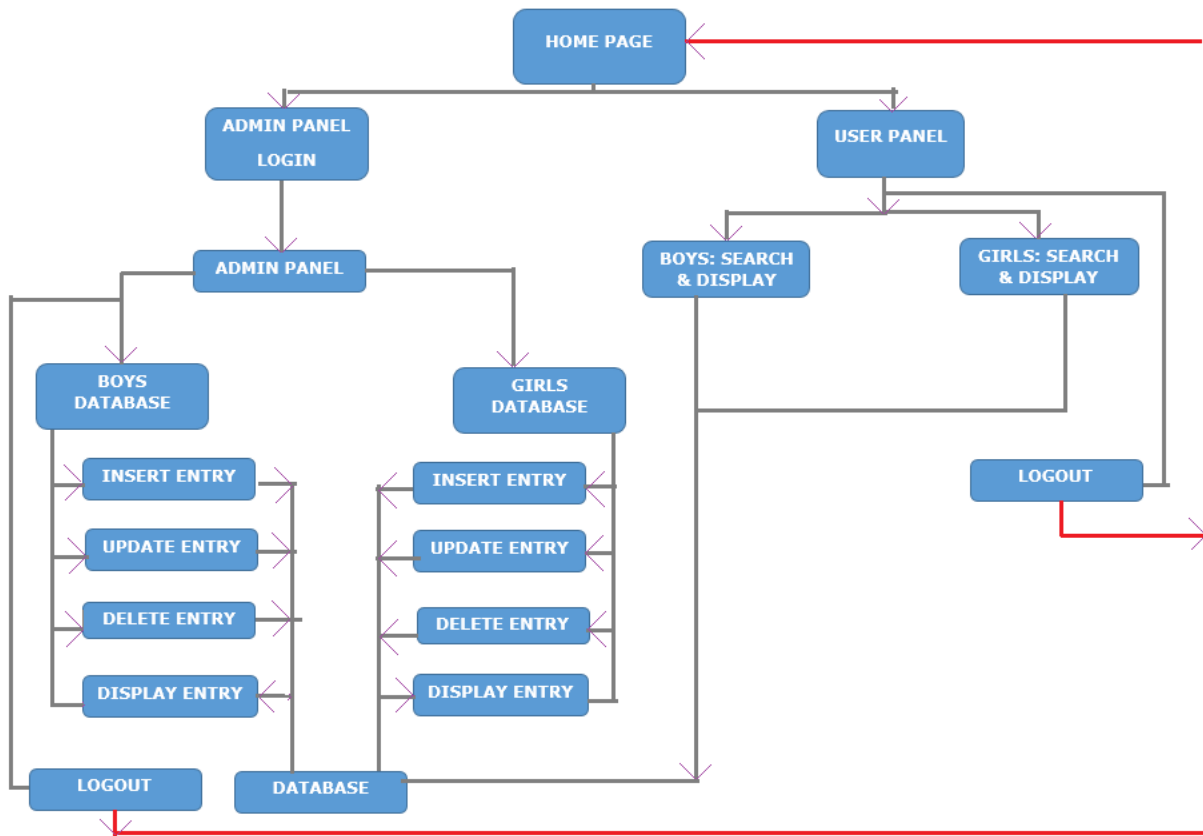 HOME PAGE
ADMIN PANEL
LOGIN
USER PANEL
ADMIN PANEL
BOYS: SEARCH
& DISPLAY
GIRLS: SEARCH
& DISPLAY
BOYS
DATABASE
GIRLS
DATABASE
INSERT ENTRY
UPDATE ENTRY
DELETE ENTRY
DISPLAY ENTRY
INSERT ENTRY
UPDATE ENTRY
DELETE ENTRY
DISPLAY ENTRY
LOGOUT
LOGOUT
DATABASE